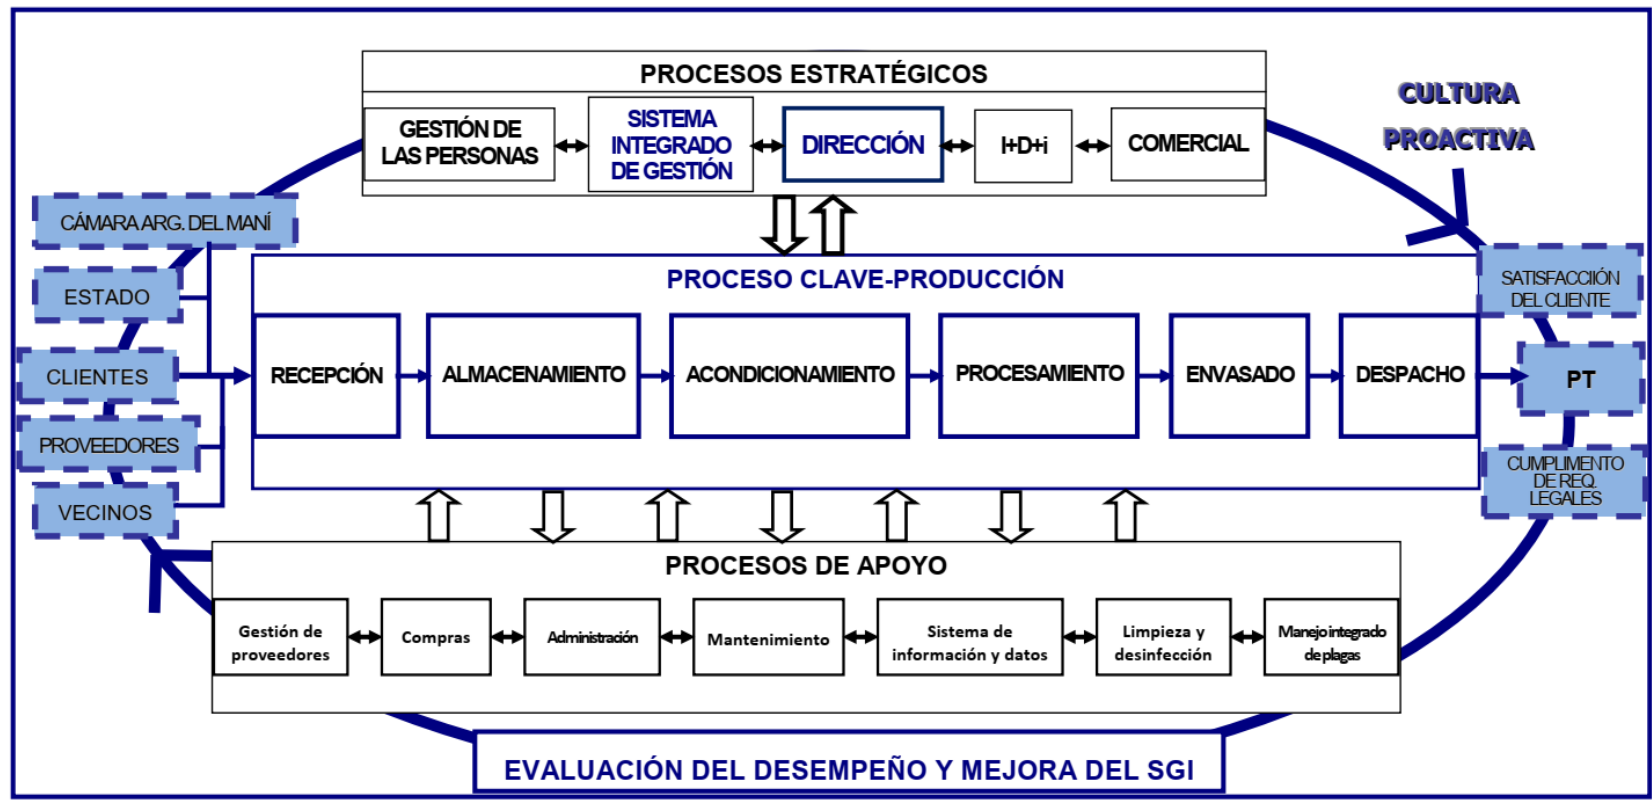 PROCESOS ESTRATÉGICOS
GESTIÓN DE
LAS PERSONAS
SISTEMA
INTEGRADO
DE GESTIÓN
DIRECCIÓN
I+D+i
COMERCIAL
CULTURA
PROACTIVA
CÁMARA ARG. DEL MANÍ
ESTADO
CLIENTES
PROVEEDORES
VECINOS
PROCESO CLAVE-PRODUCCIÓN
RECEPCIÓN
ALMACENAMIENTO
ACONDICIONAMIENTO
PROCESAMIENTO
ENVASADO
DESPACHO
SATISFACCIÓN
DEL CLIENTE
PT
CUMPLIMENTO
DE REQ.
LEGALES
PROCESOS DE APOYO
Gestión de
proveedores
Compras
Administración
Mantenimiento
Sistema de
información y datos
Limpieza y
desinfección
Manejo integrado
de plagas
EVALUACIÓN DEL DESEMPEÑO Y MEJORA DEL SGI